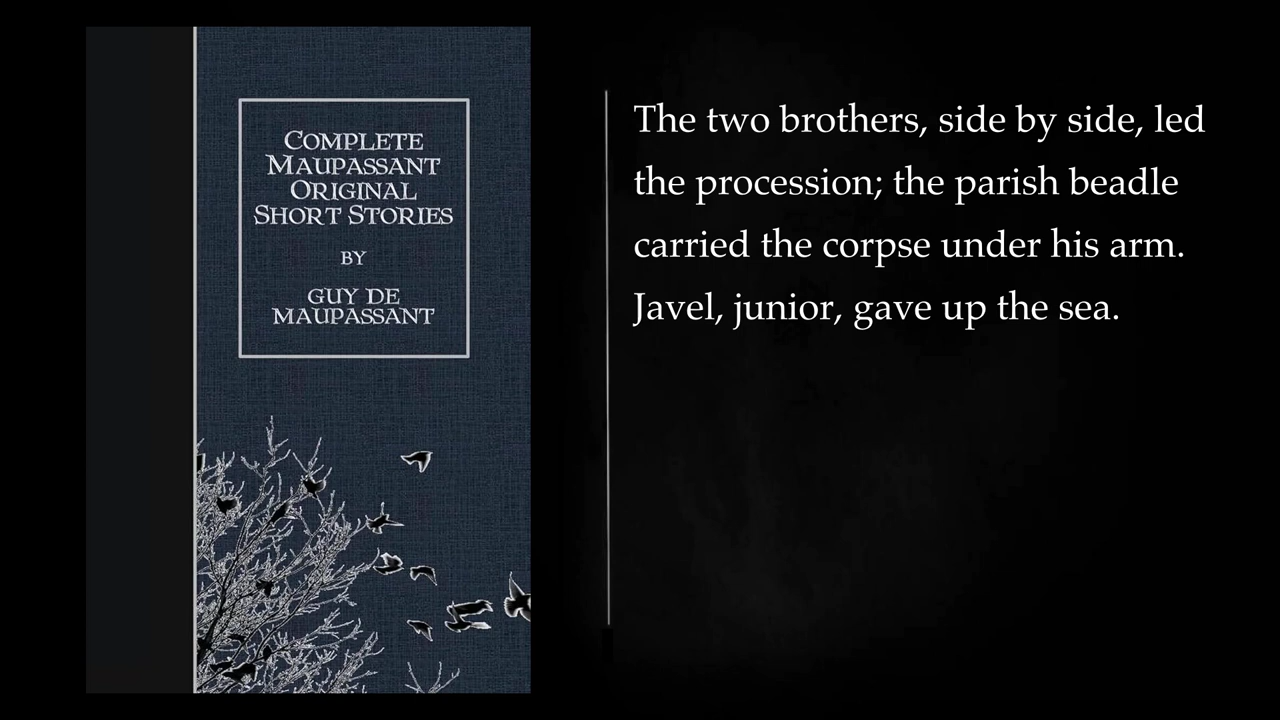 COMPLETE
MAUPASSANT
ORIGINAL
SHORT STORIES
BY
GUY DE
MAUPASSANT
The two brothers, side by side, led
the procession; the parish beadle
carried the corpse under his arm.
Javel, junior, gave up the sea.